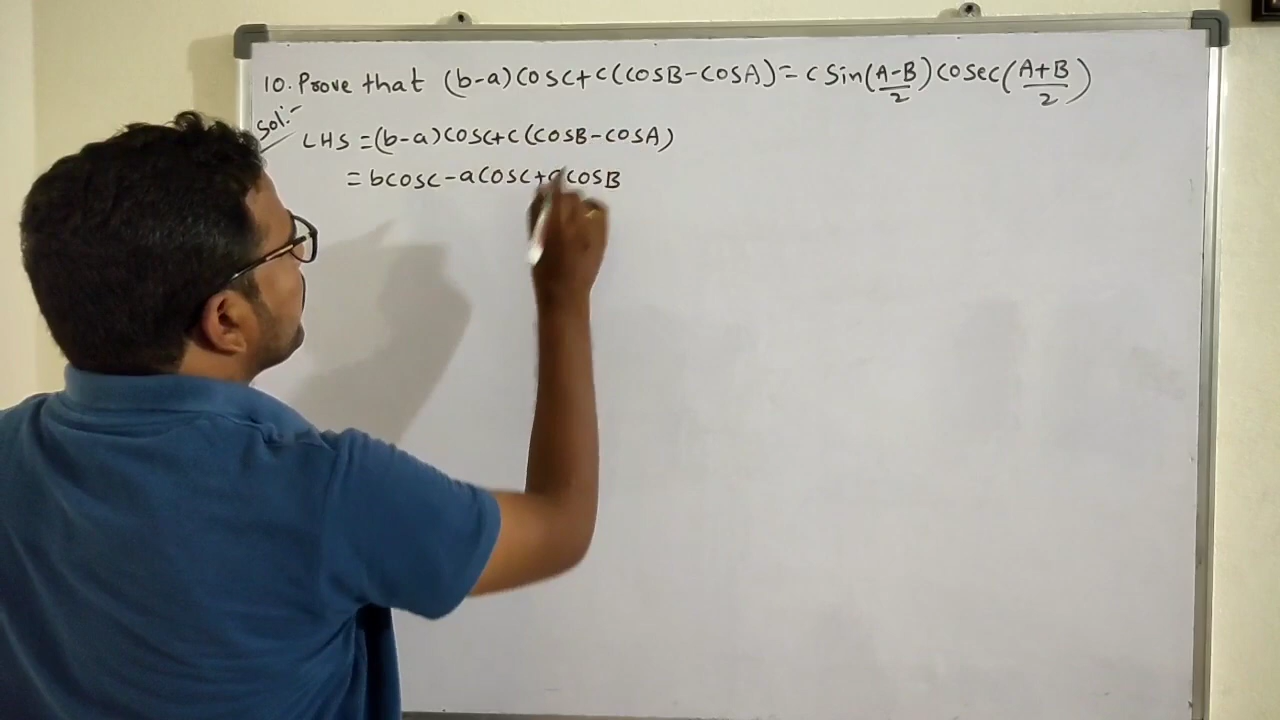 10. Prove that (b-a)cosc+c(cosB-cosA)=c sin(A-B/2)cosec(A+B/2)
Sol:-
LHS =(b-a)cosc+c(cosB-cosA)
=bcosc-acosc+ccosB